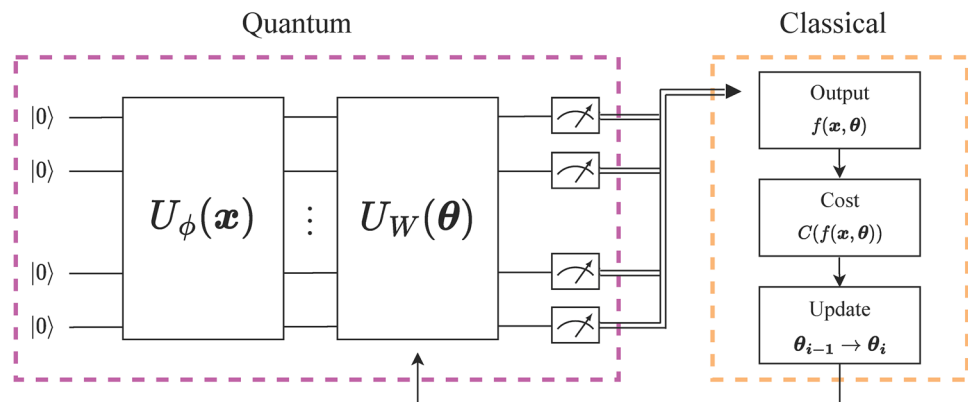 Quantum
Classical
|0⟩
|0⟩
|0⟩
|0⟩
U_ϕ(𝒙)
⋮
U_W(𝜽)
Output
f(𝒙, 𝜽)
Cost
C(f(𝒙, 𝜽))
Update
𝜽_{𝒊−𝟏} → 𝜽_𝒊